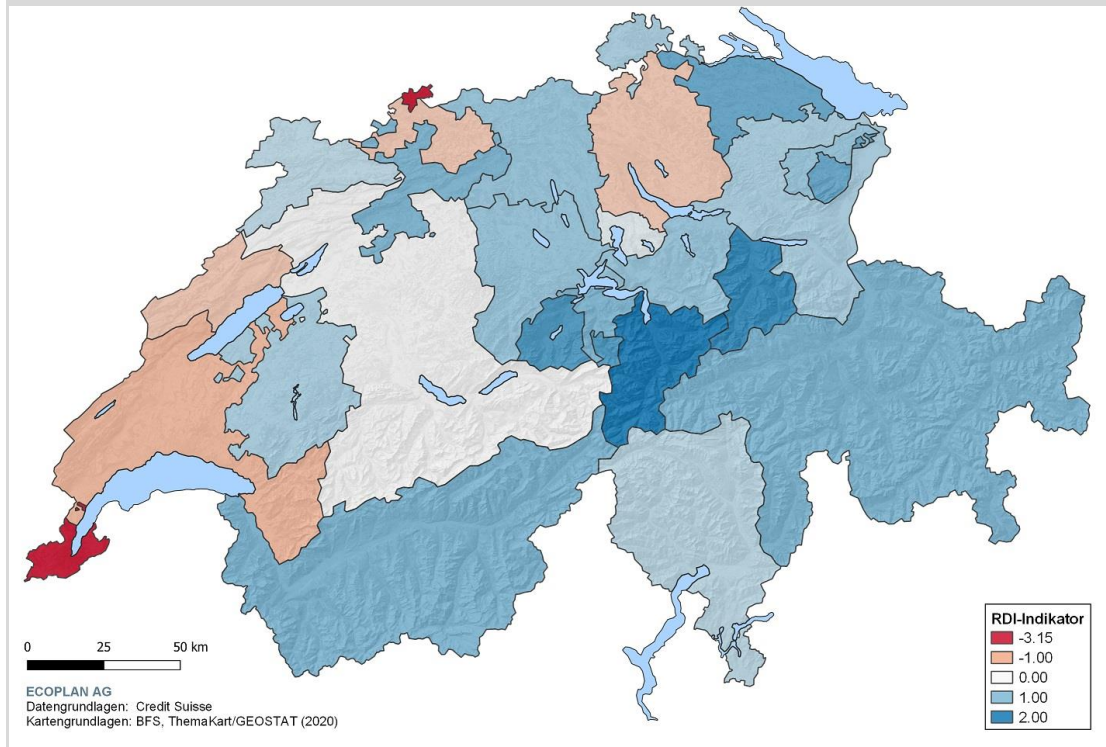 0 25 50 km
ECOPLAN AG
Datengrundlagen: Credit Suisse
Kartengrundlagen: BFS, ThemaKart/GEOSTAT (2020)
RDI-Indikator
-3.15
-1.00
0.00
1.00
2.00